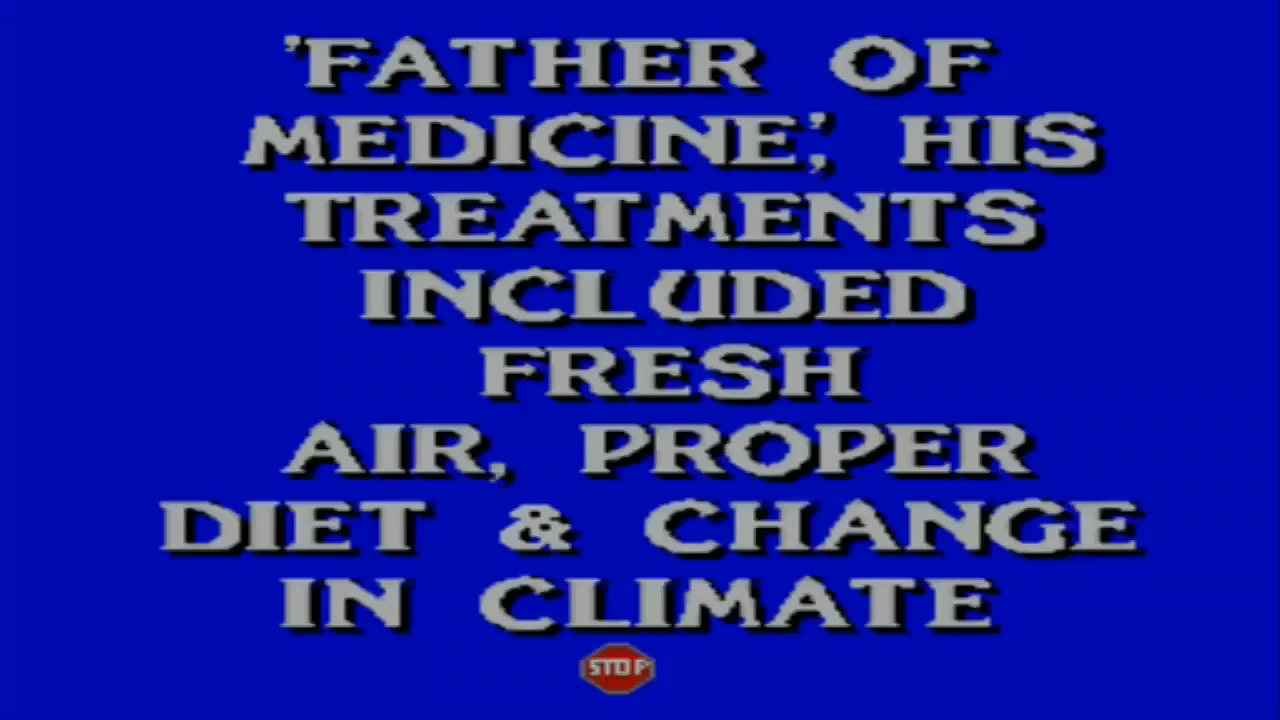 'FATHER OF
MEDICINE,' HIS
TREATMENTS
INCLUDED
FRESH
AIR, PROPER
DIET & CHANGE
IN CLIMATE
STOP